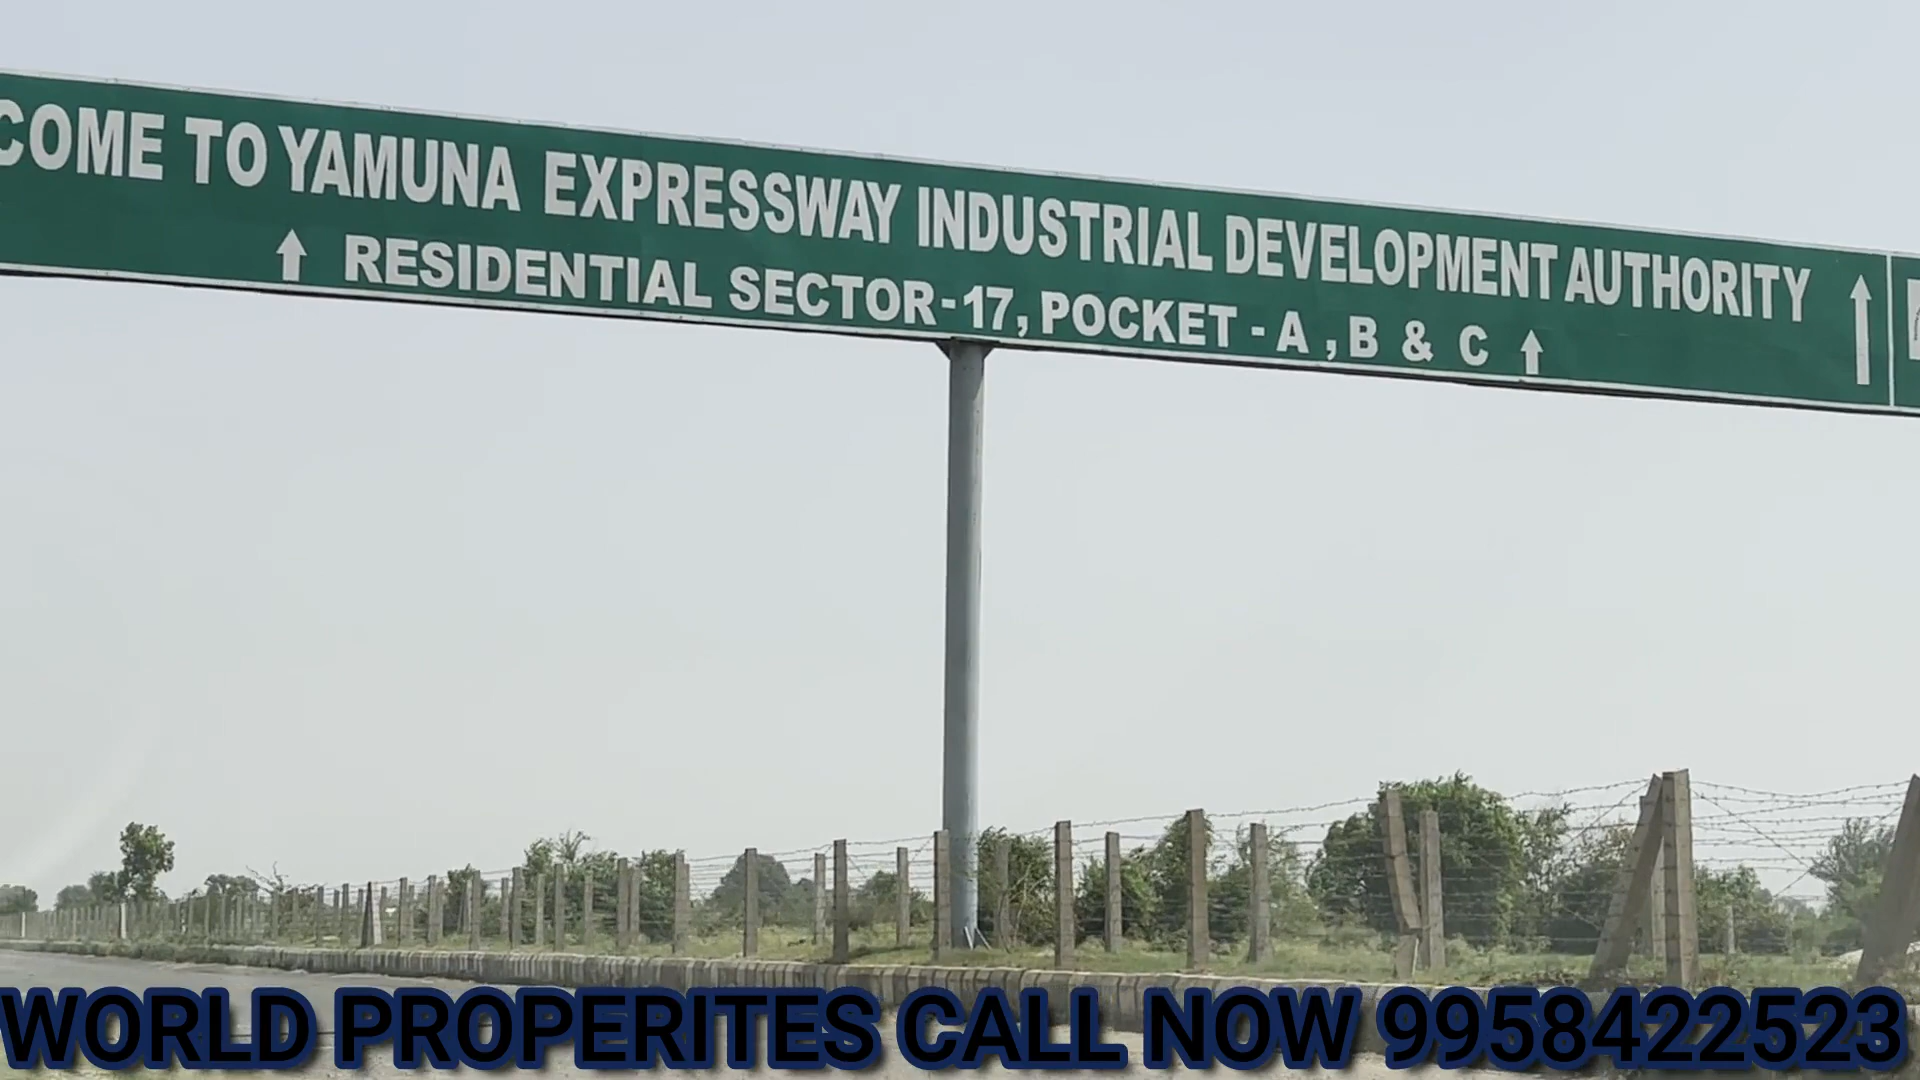 COME TO YAMUNA EXPRESSWAY INDUSTRIAL DEVELOPMENT AUTHORITY
RESIDENTIAL SECTOR-17, POCKET - A , B & C
WORLD PROPERITES CALL NOW 9958422523